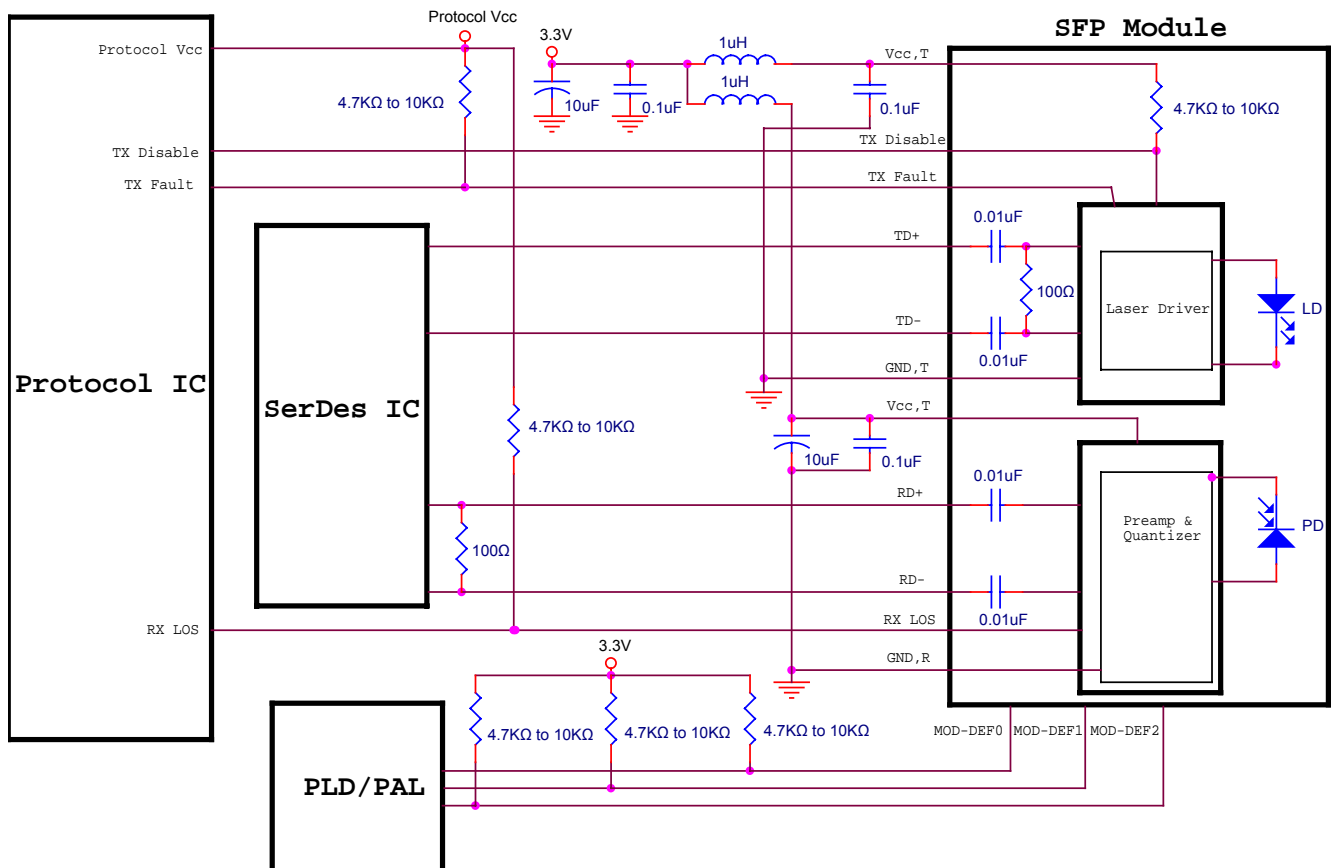 Protocol Vcc
SFP Module
3.3V
1uH
Vcc,T
Protocol Vcc
1uH
4.7KΩ to 10KΩ
10uF
0.1uF
0.1uF
4.7KΩ to 10KΩ
TX Disable
TX Disable
TX Fault
TX Fault
0.01uF
TD+
100Ω
Laser Driver
LD
TD-
0.01uF
GND,T
Protocol IC
SerDes IC
Vcc,T
4.7KΩ to 10KΩ
10uF
0.1uF
0.01uF
RD+
Preamp &
Quantizer
PD
100Ω
RD-
0.01uF
RX LOS
RX LOS
GND,R
3.3V
4.7KΩ to 10KΩ
4.7KΩ to 10KΩ
4.7KΩ to 10KΩ
MOD-DEF0
MOD-DEF1
MOD-DEF2
PLD/PAL